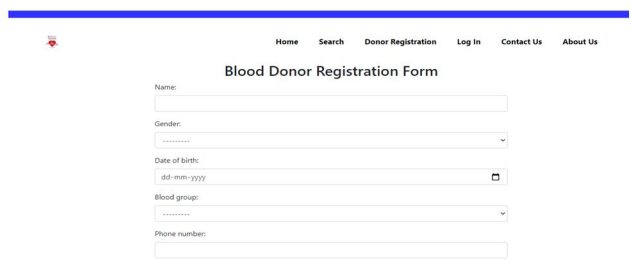 Home Search Donor Registration Log In Contact Us About Us
Blood Donor Registration Form
Name:
Gender:
---------
Date of birth:
dd-mm-yyyy
Blood group:
---------
Phone number: